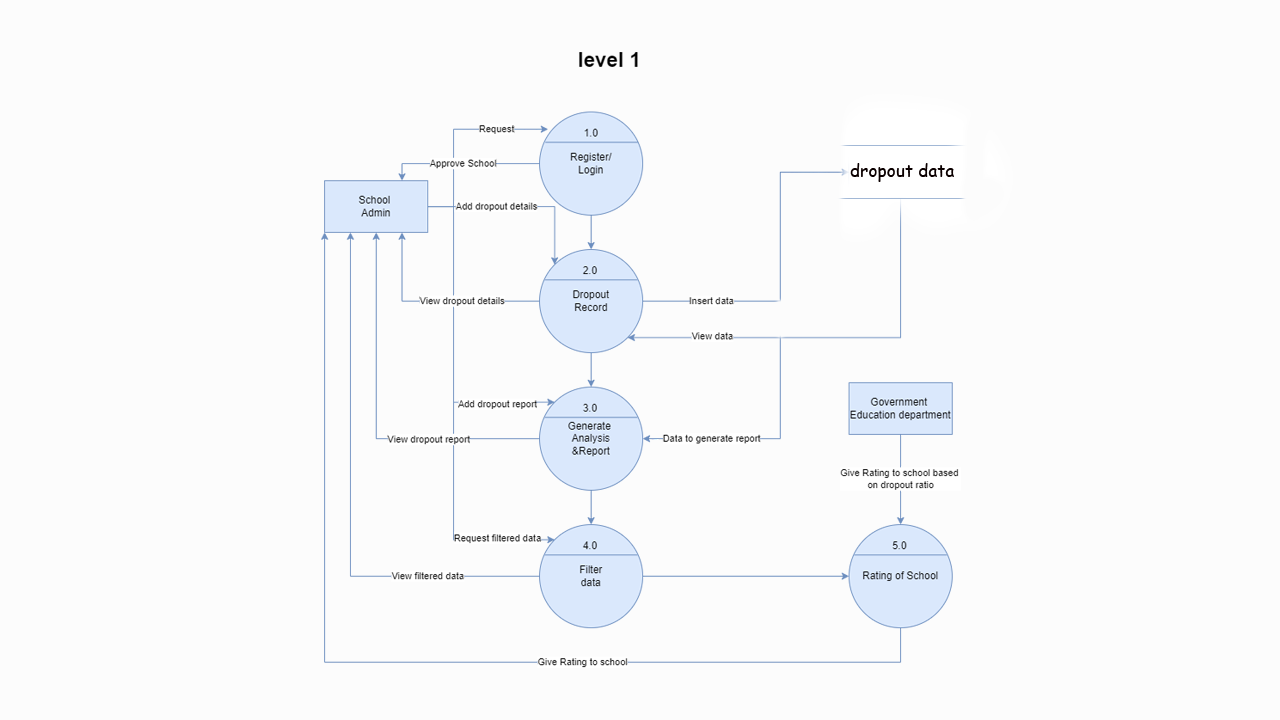 level 1
Request
1.0
Register/
Login
Approve School
dropout data
School
Admin
Add dropout details
2.0
Dropout
Record
View dropout details
Insert data
View data
Add dropout report
3.0
Generate
Analysis
&Report
View dropout report
Data to generate report
Government
Education department
Give Rating to school based
on dropout ratio
Request filtered data
4.0
Filter
data
View filtered data
5.0
Rating of School
Give Rating to school